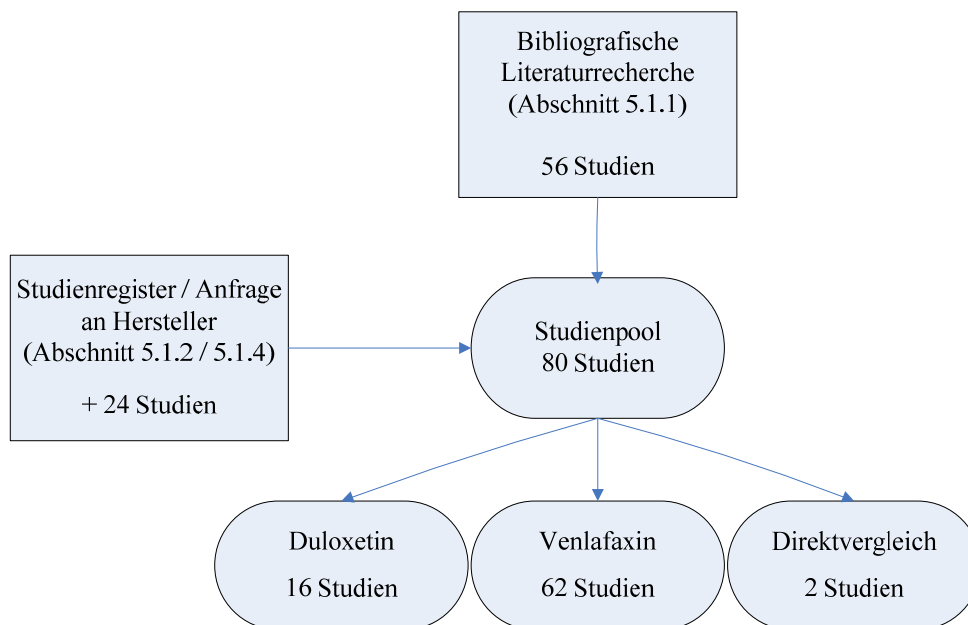 Bibliografische
Literaturrecherche
(Abschnitt 5.1.1)
56 Studien
Studienregister / Anfrage
an Hersteller
(Abschnitt 5.1.2 / 5.1.4)
+ 24 Studien
Studienpool
80 Studien
Duloxetin
16 Studien
Venlafaxin
62 Studien
Direktvergleich
2 Studien